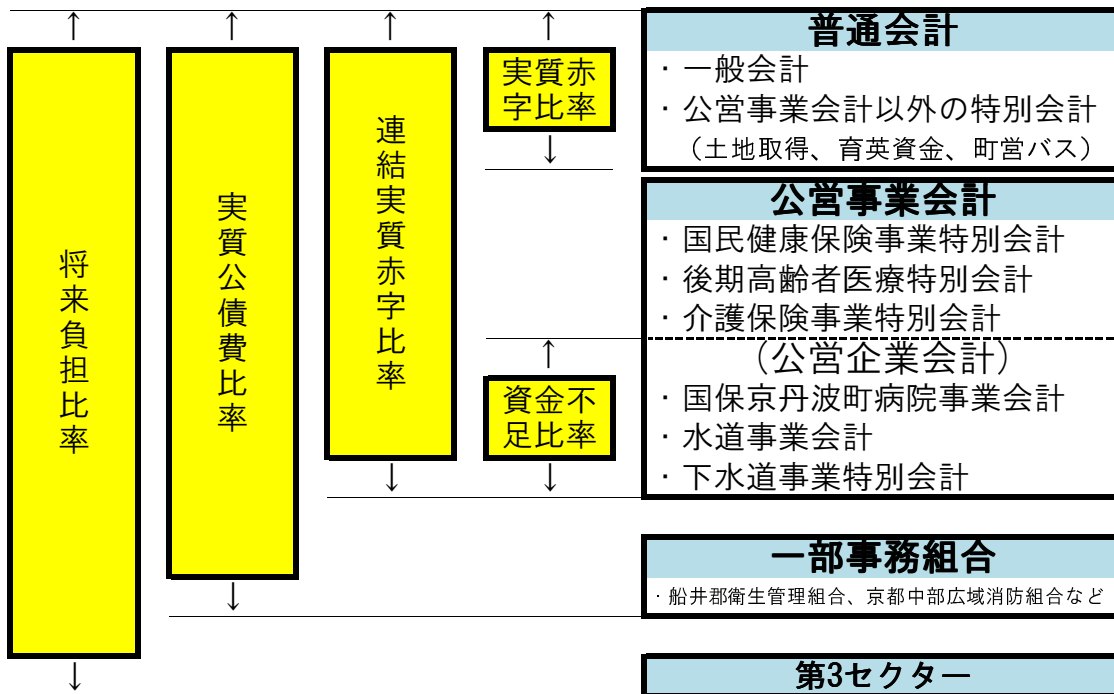 将来負担比率
実質公債費比率
連結実質赤字比率
実質赤
字比率
資金不
足比率
普通会計
・一般会計
・公営事業会計以外の特別会計
（土地取得、育英資金、町営バス）
公営事業会計
・国民健康保険事業特別会計
・後期高齢者医療特別会計
・介護保険事業特別会計
（公営企業会計）
・国保京丹波町病院事業会計
・水道事業会計
・下水道事業特別会計
一部事務組合
・船井郡衛生管理組合、京都中部広域消防組合など
第3セクター